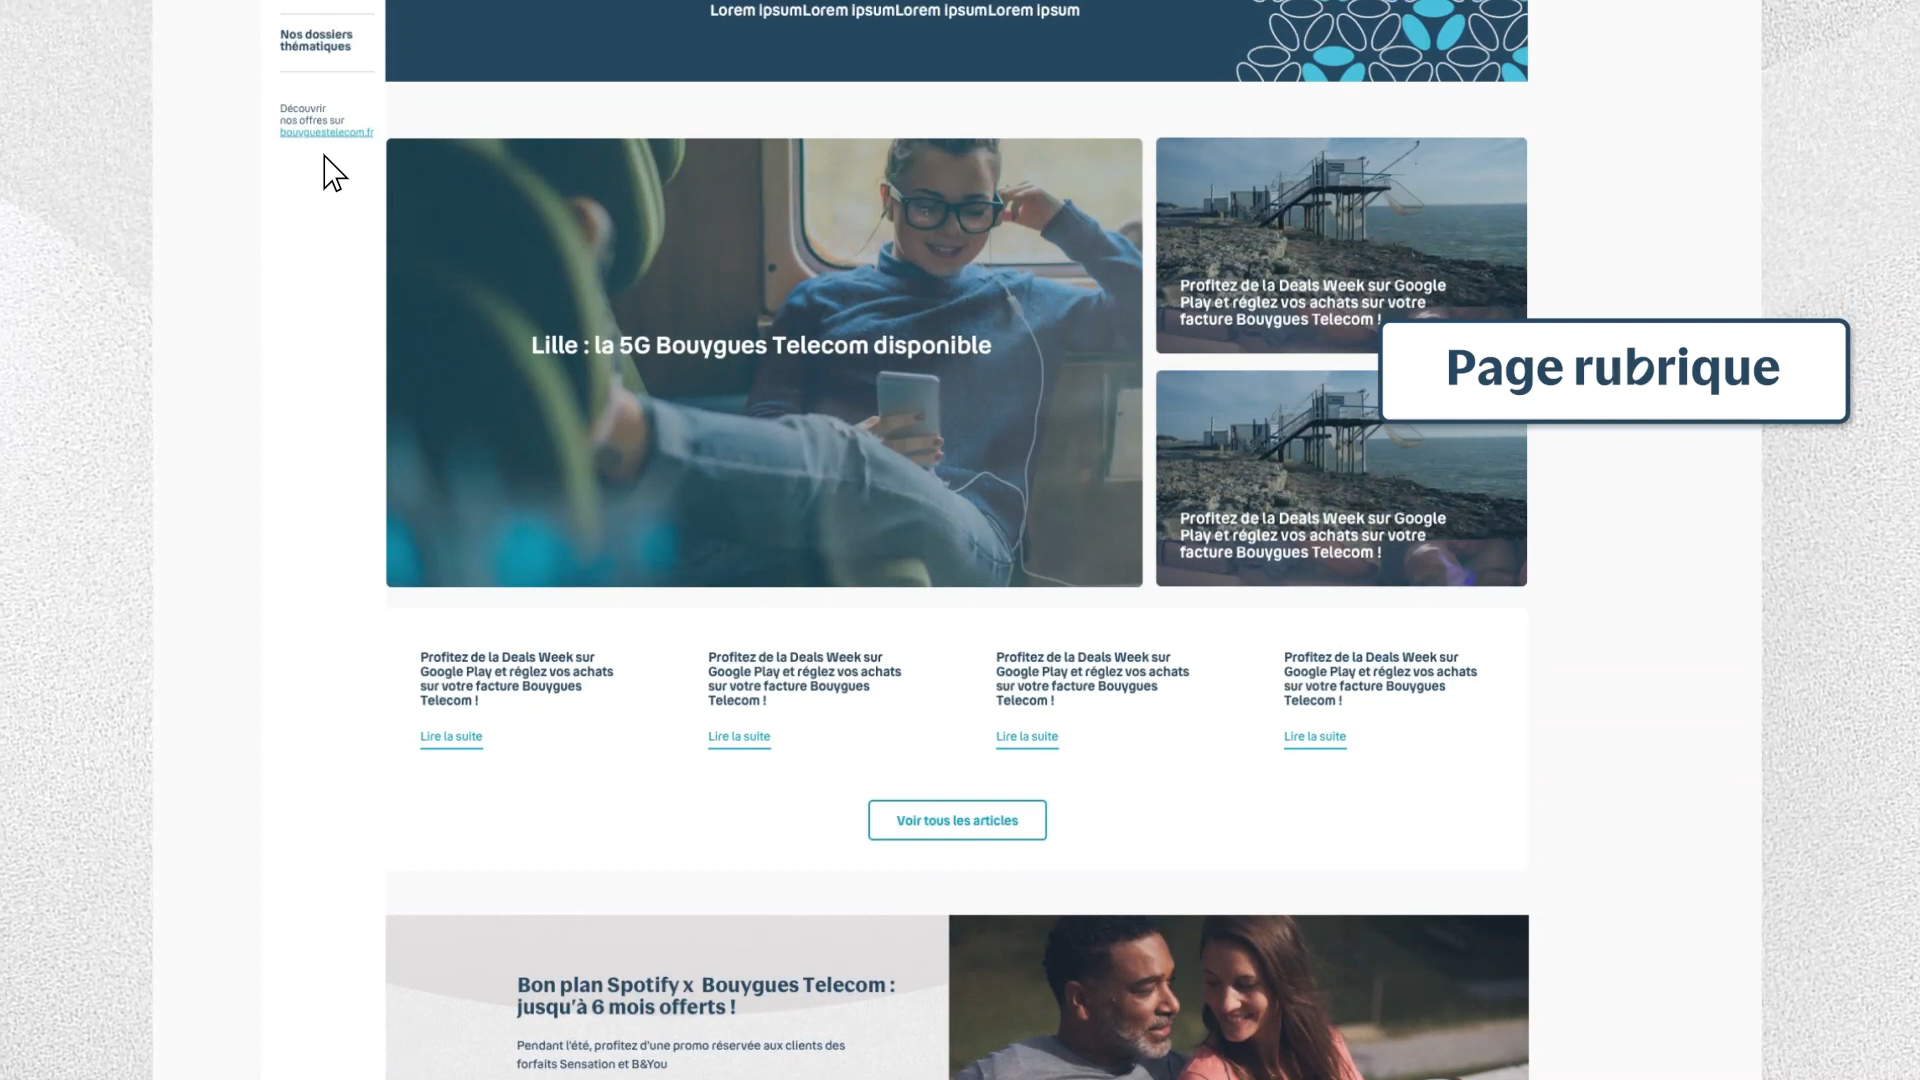 Lorem ipsumLorem ipsumLorem ipsumLorem ipsum
Nos dossiers
thématiques
Découvrir
nos offres sur
bouyguestelecom.fr
Lille : la 5G Bouygues Telecom disponible
Profitez de la Deals Week sur Google
Play et réglez vos achats sur votre
facture Bouygues Telecom !
Page rubrique
Profitez de la Deals Week sur Google
Play et réglez vos achats sur votre
facture Bouygues Telecom !
Profitez de la Deals Week sur
Google Play et réglez vos achats
sur votre facture Bouygues
Telecom !
Lire la suite
Profitez de la Deals Week sur
Google Play et réglez vos achats
sur votre facture Bouygues
Telecom !
Lire la suite
Profitez de la Deals Week sur
Google Play et réglez vos achats
sur votre facture Bouygues
Telecom !
Lire la suite
Profitez de la Deals Week sur
Google Play et réglez vos achats
sur votre facture Bouygues
Telecom !
Lire la suite
Voir tous les articles
Bon plan Spotify x Bouygues Telecom :
jusqu'à 6 mois offerts !
Pendant l'été, profitez d'une promo réservée aux clients des
forfaits Sensation et B&You